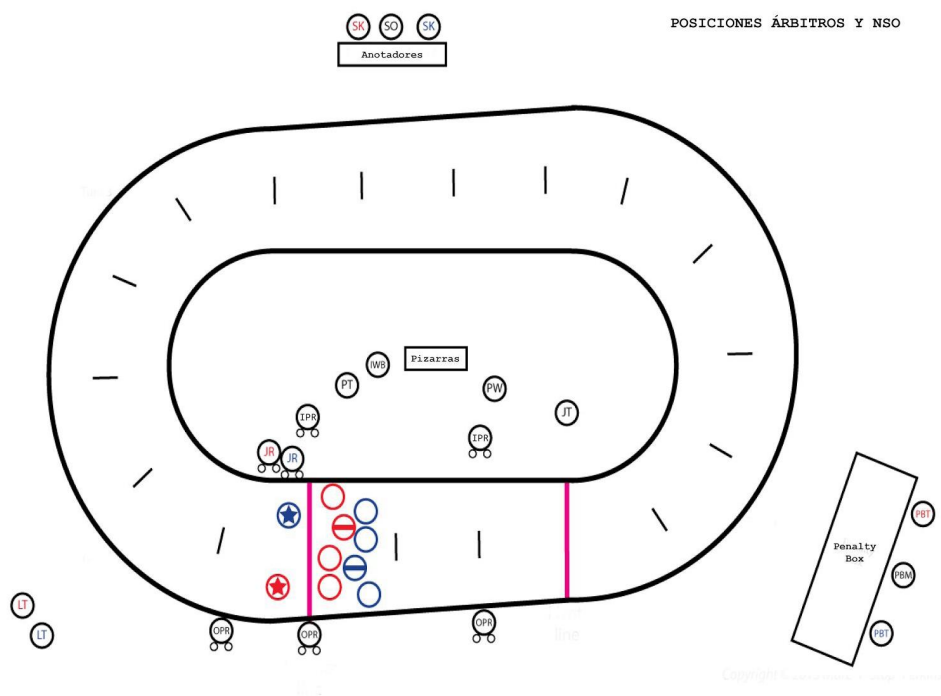 POSICIONES ÁRBITROS Y NSO
SK SO SK
Anotadores
Pizarras
IWB
PT
PW
IPR
JT
IPR
JR
JR
PBT
Penalty
Box
PBM
LT
PBT
LT
OPR
OPR
OPR
line